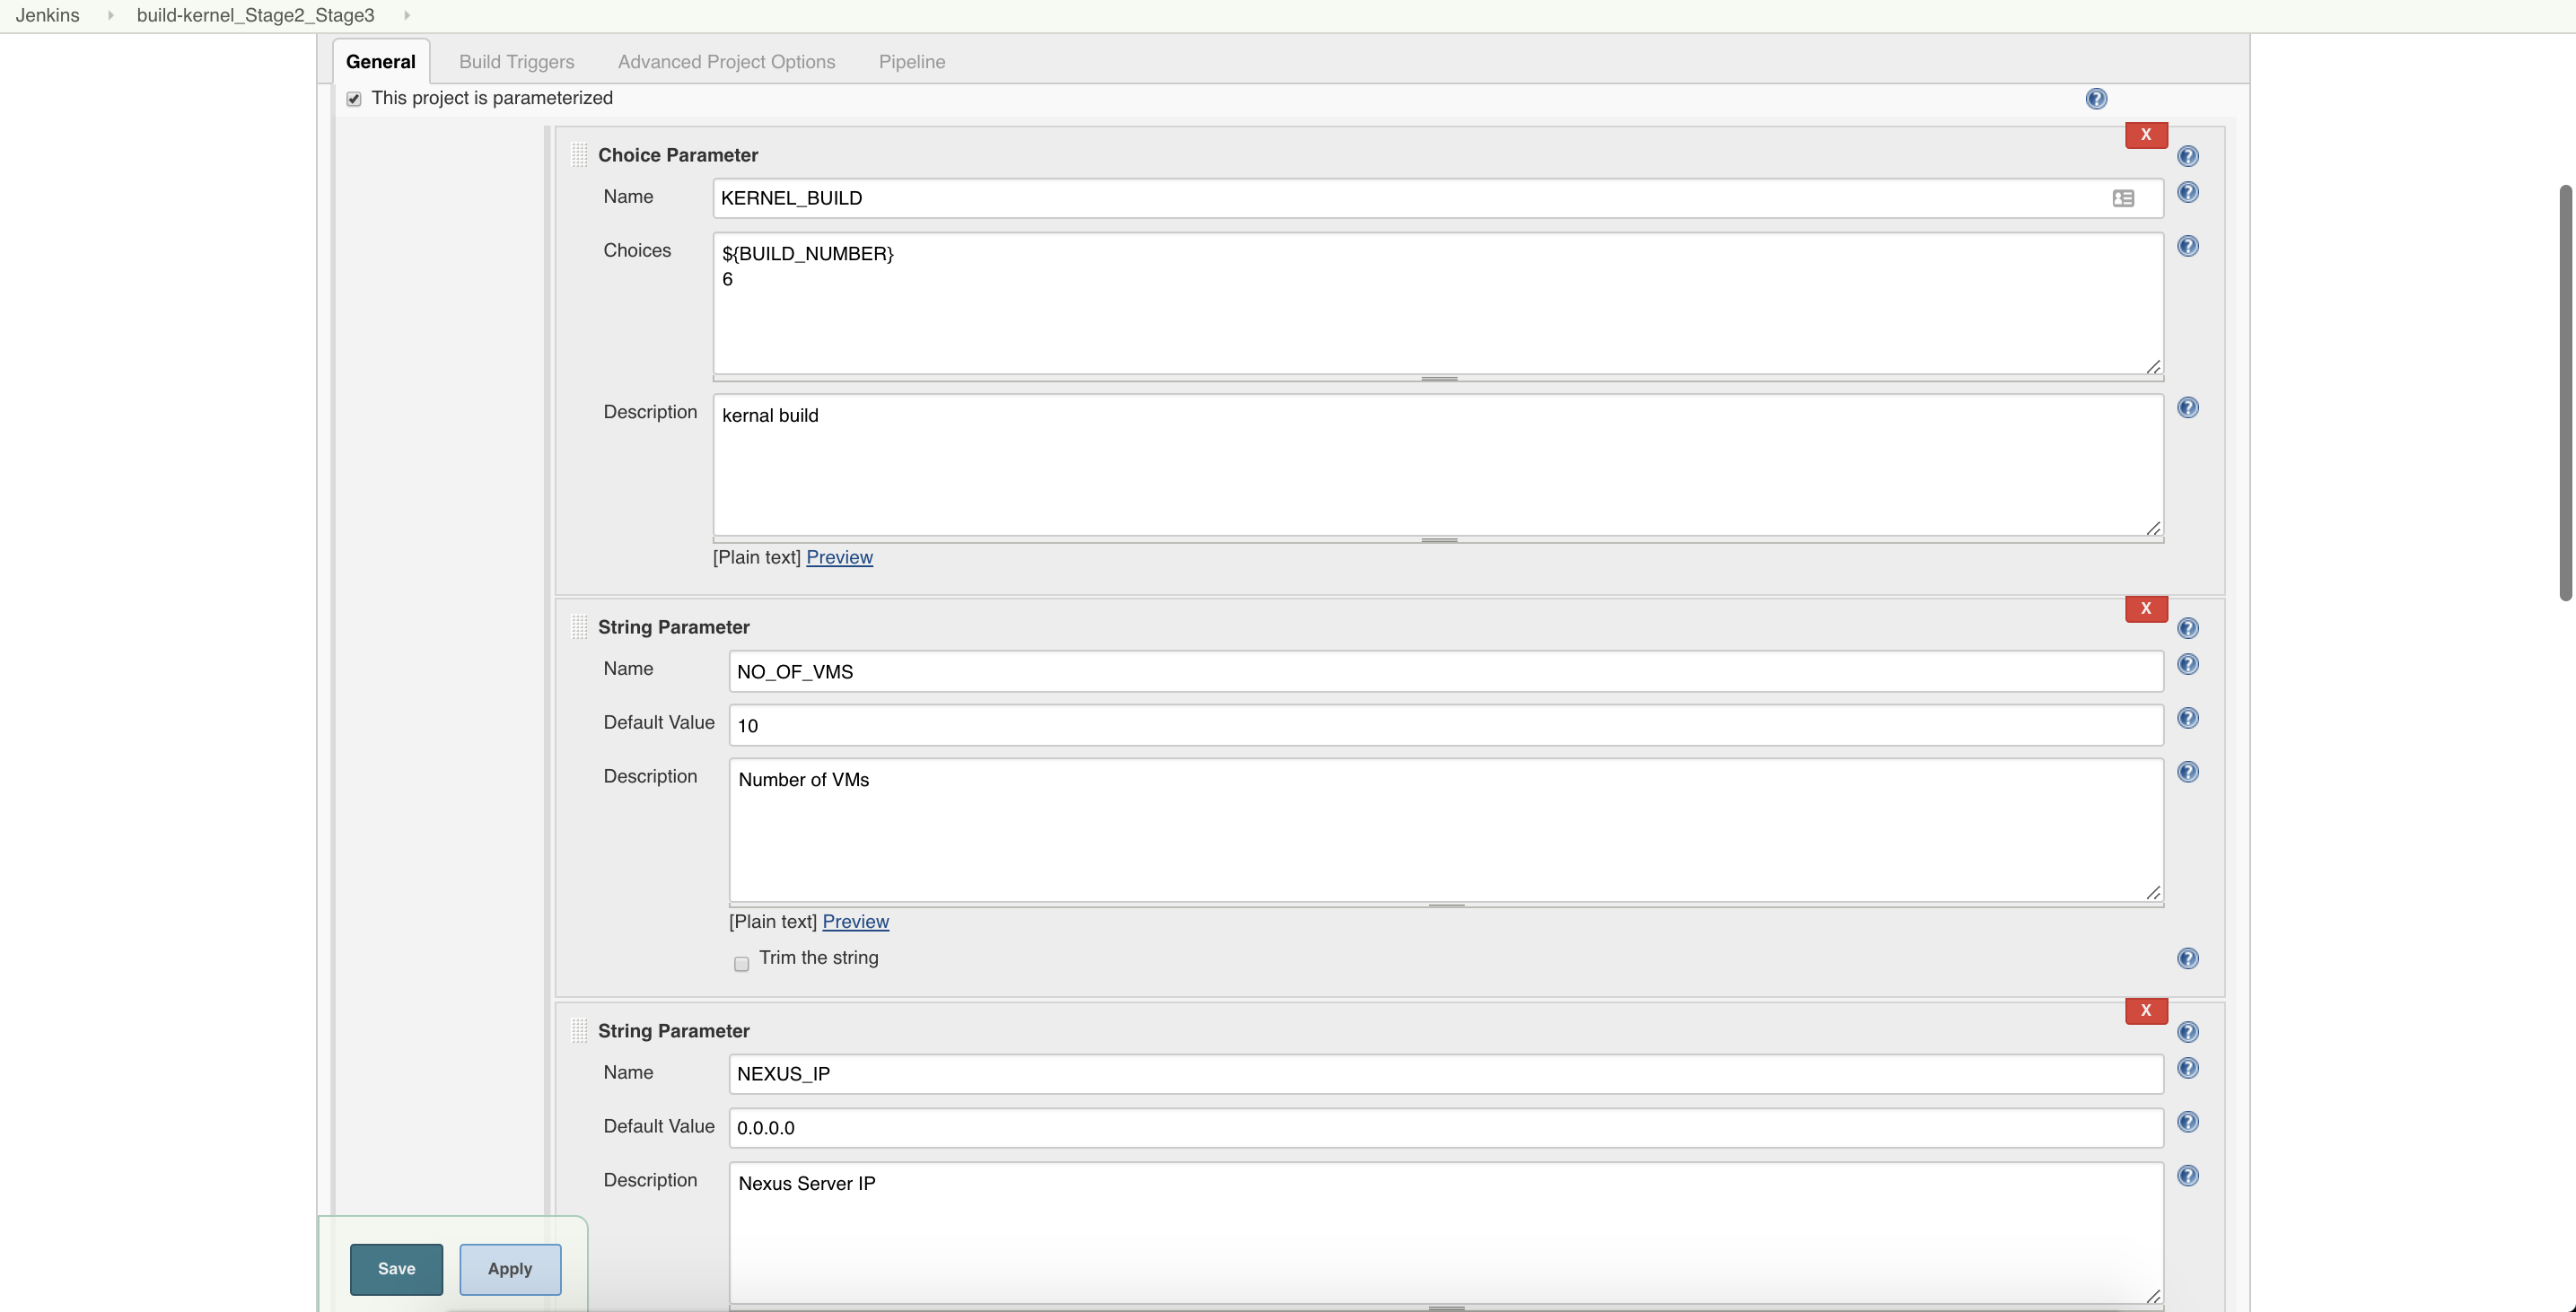 Jenkins build-kernel_Stage2_Stage3
General Build Triggers Advanced Project Options Pipeline
This project is parameterized
X
Choice Parameter
Name KERNEL_BUILD
Choices ${BUILD_NUMBER}
6
Description kernal build
[Plain text] Preview
X
String Parameter
Name NO_OF_VMS
Default Value 10
Description Number of VMs
[Plain text] Preview
Trim the string
X
String Parameter
Name NEXUS_IP
Default Value 0.0.0.0
Description Nexus Server IP
Save Apply